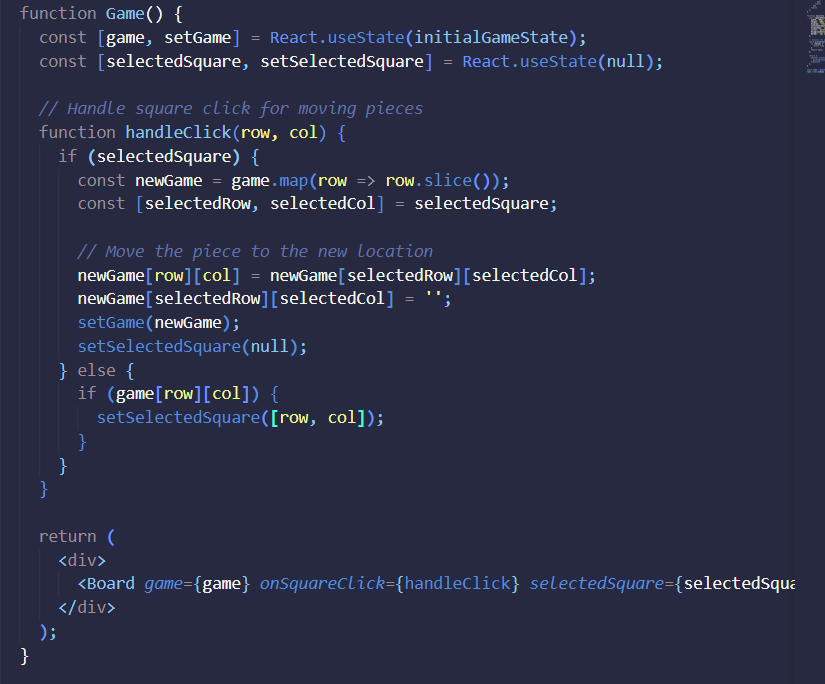 function Game() {
  const [game, setGame] = React.useState(initialGameState);
  const [selectedSquare, setSelectedSquare] = React.useState(null);

  // Handle square click for moving pieces
  function handleClick(row, col) {
    if (selectedSquare) {
      const newGame = game.map(row => row.slice());
      const [selectedRow, selectedCol] = selectedSquare;

      // Move the piece to the new location
      newGame[row][col] = newGame[selectedRow][selectedCol];
      newGame[selectedRow][selectedCol] = '';
      setGame(newGame);
      setSelectedSquare(null);
    } else {
      if (game[row][col]) {
        setSelectedSquare([row, col]);
      }
    }
  }

  return (
    <div>
      <Board game={game} onSquareClick={handleClick} selectedSquare={selectedSqua
    </div>
  );
}